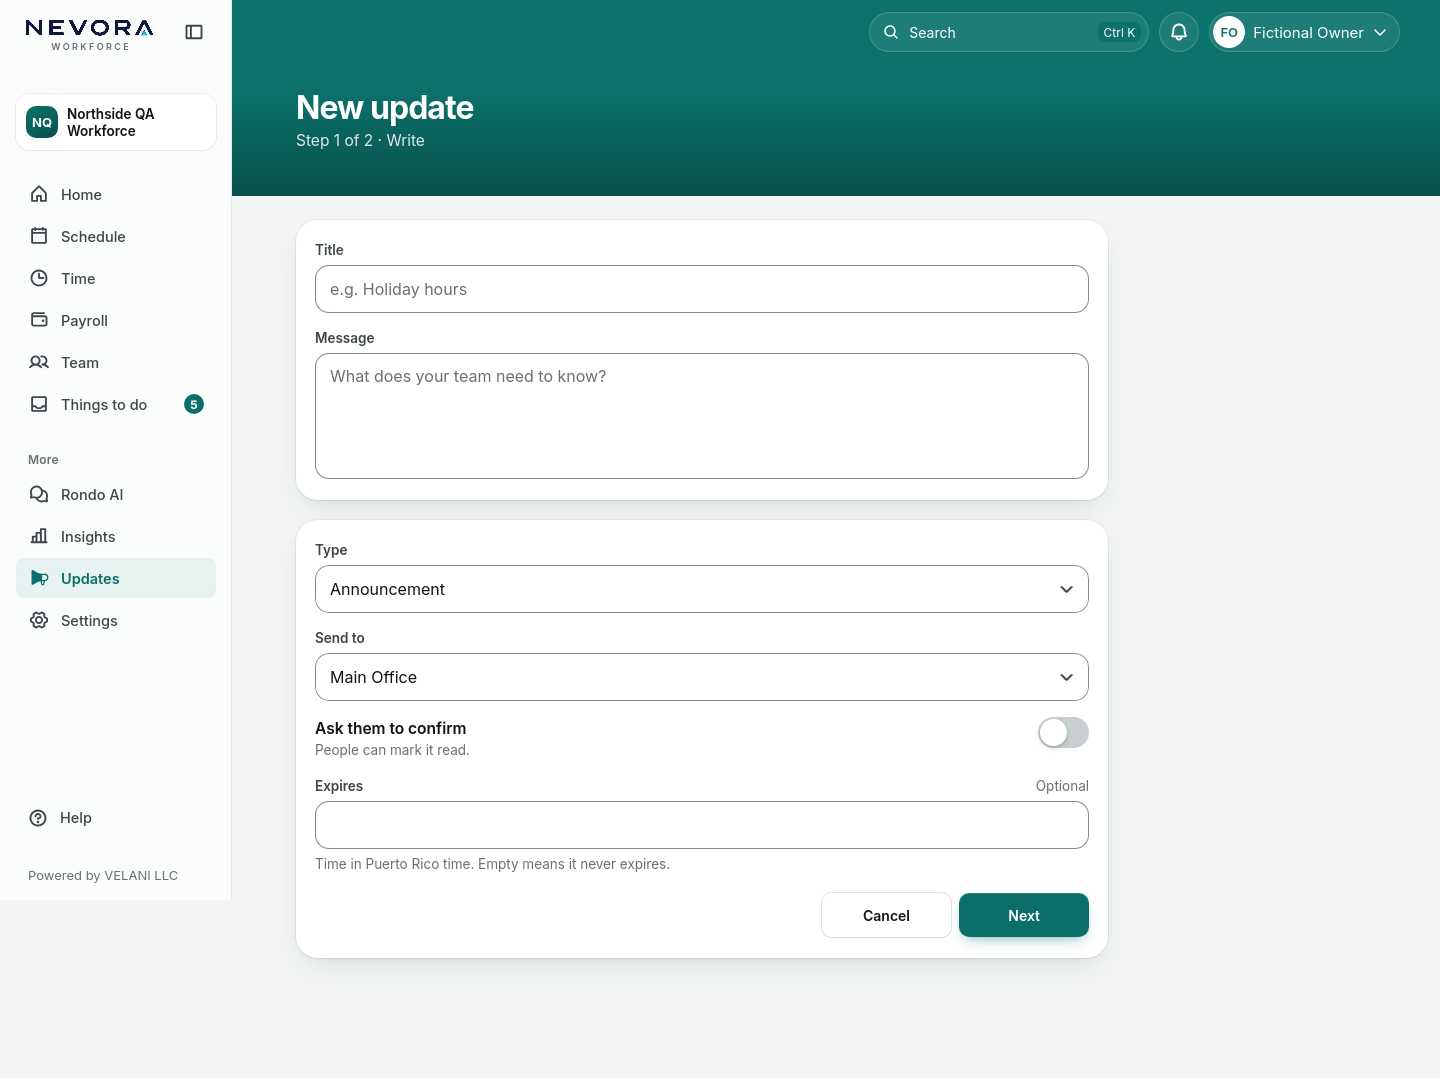 NEVORA
WORKFORCE
Search
Ctrl K
FO
Fictional Owner
New update
Step 1 of 2 · Write
NQ
Northside QA
Workforce
Home
Schedule
Time
Payroll
Team
Things to do
5
More
Rondo AI
Insights
Updates
Settings
Help
Powered by VELANI LLC
Title
e.g. Holiday hours
Message
What does your team need to know?
Type
Announcement
Send to
Main Office
Ask them to confirm
People can mark it read.
Expires
Optional
Time in Puerto Rico time. Empty means it never expires.
Cancel
Next